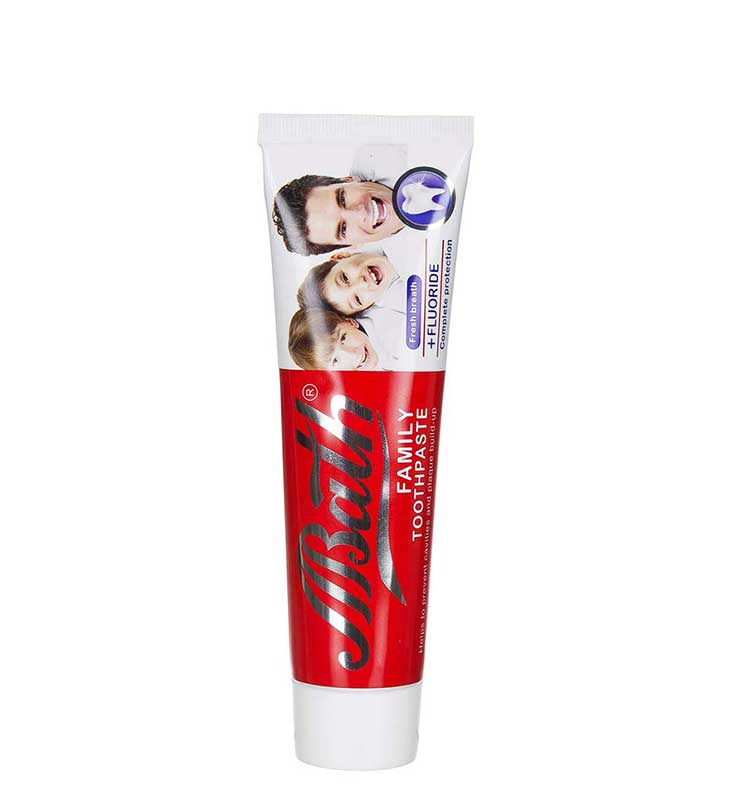 Bath®
FAMILY
TOOTHPASTE
Helps to prevent cavities and plaque build-up
Fresh breath
+FLUORIDE
Complete protection